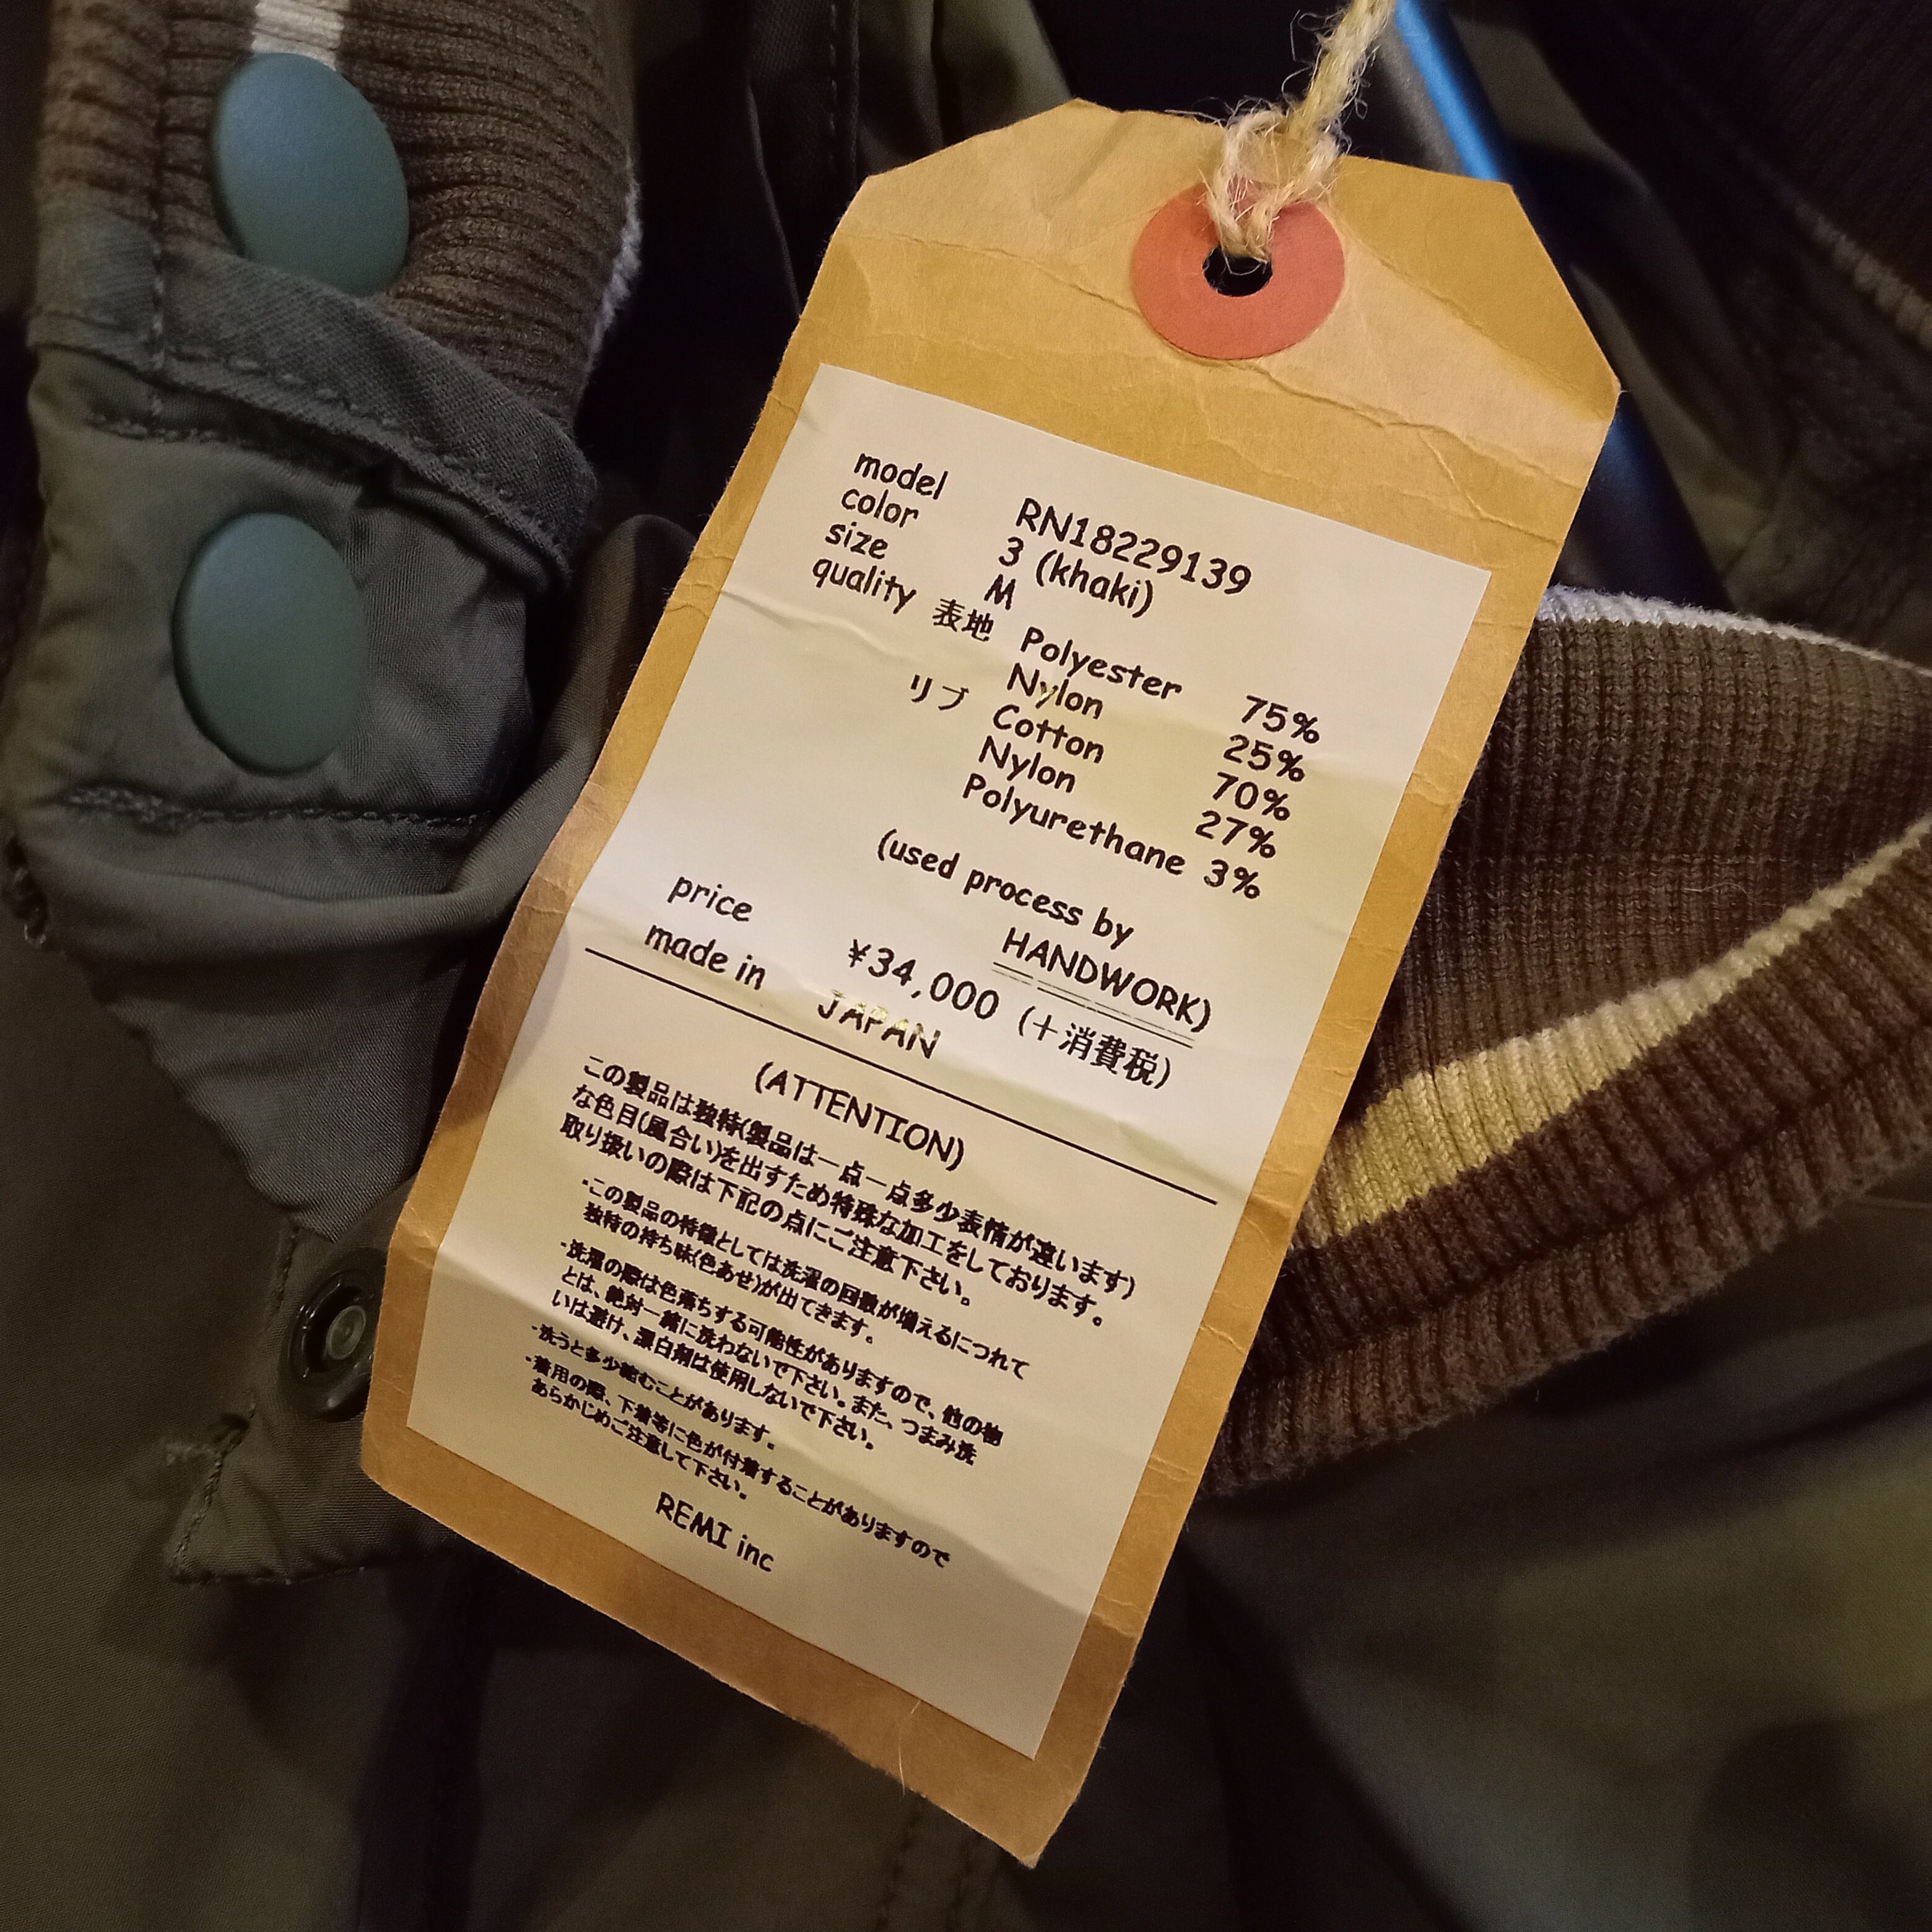 model RN18229139
color 3 (khaki)
size M
quality 表地 Polyester 75%
Nylon 25%
リブ Cotton 70%
Nylon 27%
Polyurethane 3%
(used process by
HANDWORK)
price ¥34,000 (+消費税)
made in JAPAN
(ATTENTION)
この製品は独特(製品は一点一点多少表情が違います)
な色目(風合い)を出すため特殊な加工をしております。
取り扱いの際は下記の点にご注意下さい。
・この製品の特徴としては洗濯の回数が増えるにつれて
独特の持ち味(色あせ)が出てきます。
・洗濯の際は色落ちする可能性がありますので、他の物
とは、絶対一緒に洗わないで下さい。また、つまみ洗
いは避け、漂白剤は使用しないで下さい。
・洗うと多少縮むことがあります。
・着用の際、下着等に色が付着することがありますので
あらかじめご注意して下さい。
REMI inc